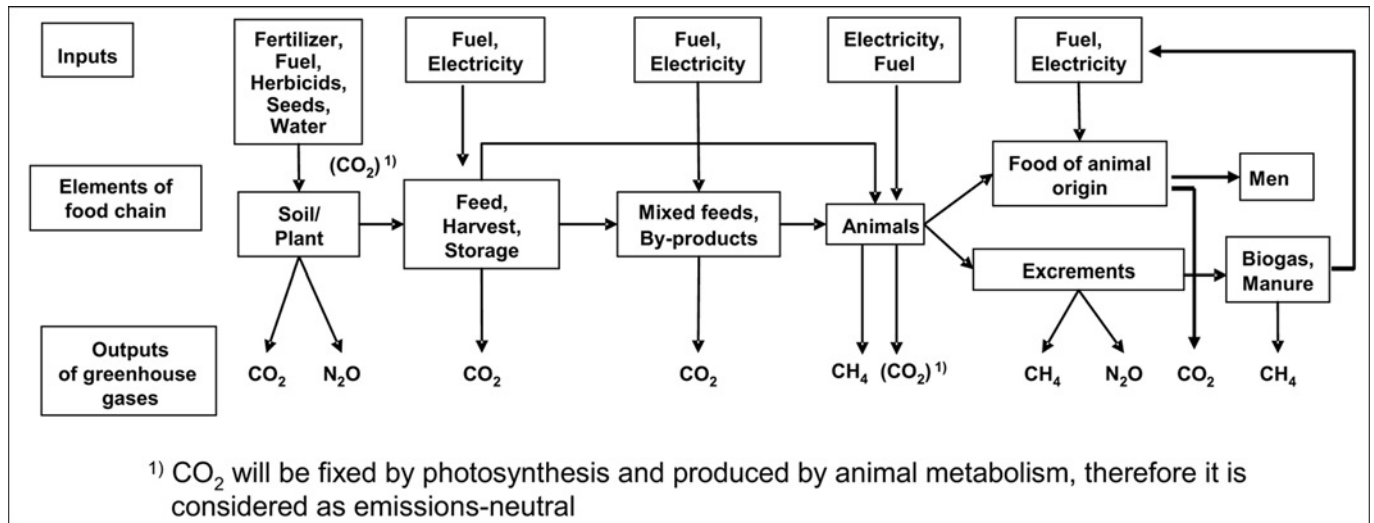 Inputs
Fertilizer,
Fuel,
Herbicids,
Seeds,
Water
Fuel,
Electricity
Fuel,
Electricity
Electricity,
Fuel
Fuel,
Electricity
(CO₂)¹⁾
Elements of
food chain
Soil/
Plant
Feed,
Harvest,
Storage
Mixed feeds,
By-products
Animals
Food of animal
origin
Men
Excrements
Biogas,
Manure
Outputs
of greenhouse
gases
CO₂
N₂O
CO₂
CO₂
CH₄
(CO₂)¹⁾
CH₄
N₂O
CO₂
CH₄
¹⁾ CO₂ will be fixed by photosynthesis and produced by animal metabolism, therefore it is
considered as emissions-neutral